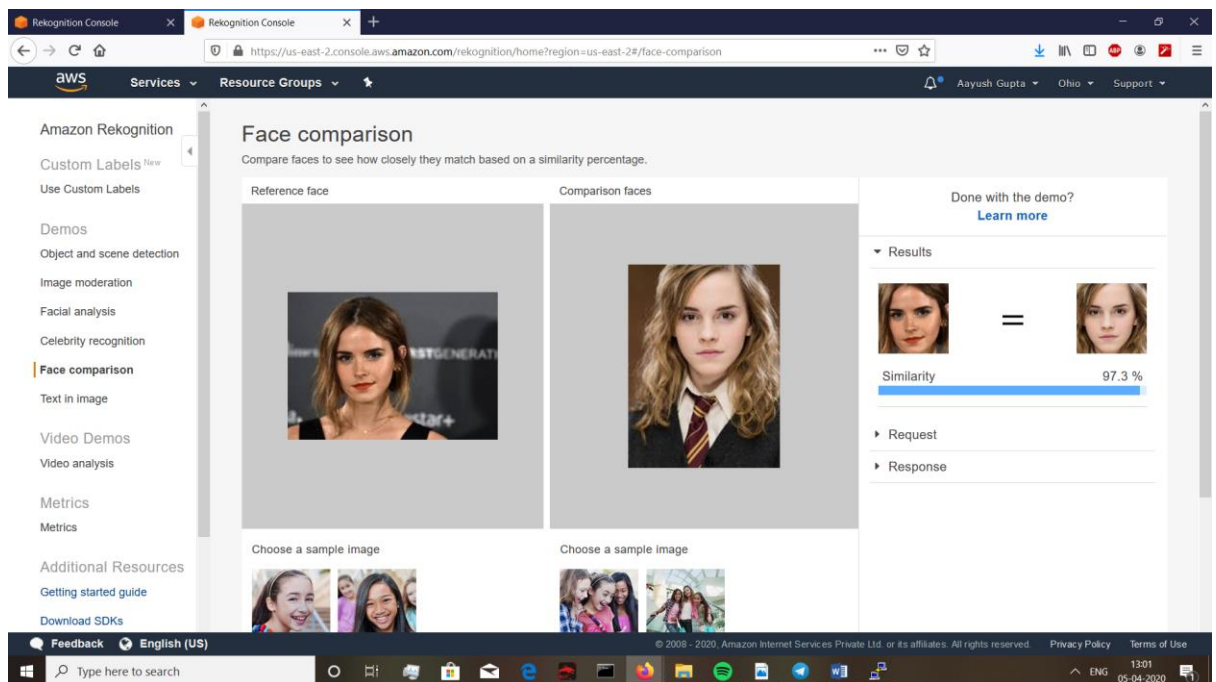 Rekognition Console
Rekognition Console
https://us-east-2.console.aws.amazon.com/rekognition/home?region=us-east-2#/face-comparison
ABP
aws
Services
Resource Groups
Aayush Gupta
Ohio
Support
Amazon Rekognition
Custom Labels New
Use Custom Labels
Demos
Object and scene detection
Image moderation
Facial analysis
Celebrity recognition
Face comparison
Text in image
Video Demos
Video analysis
Metrics
Metrics
Additional Resources
Getting started guide
Download SDKs
Face comparison
Compare faces to see how closely they match based on a similarity percentage.
Reference face
RSTGENERATI
star+
Choose a sample image
Comparison faces
Choose a sample image
Done with the demo?
Learn more
Results
=
Similarity 97.3 %
Request
Response
Feedback English (US)
© 2008 - 2020, Amazon Internet Services Private Ltd. or its affiliates. All rights reserved. Privacy Policy Terms of Use
Type here to search
ENG
13:01
05-04-2020